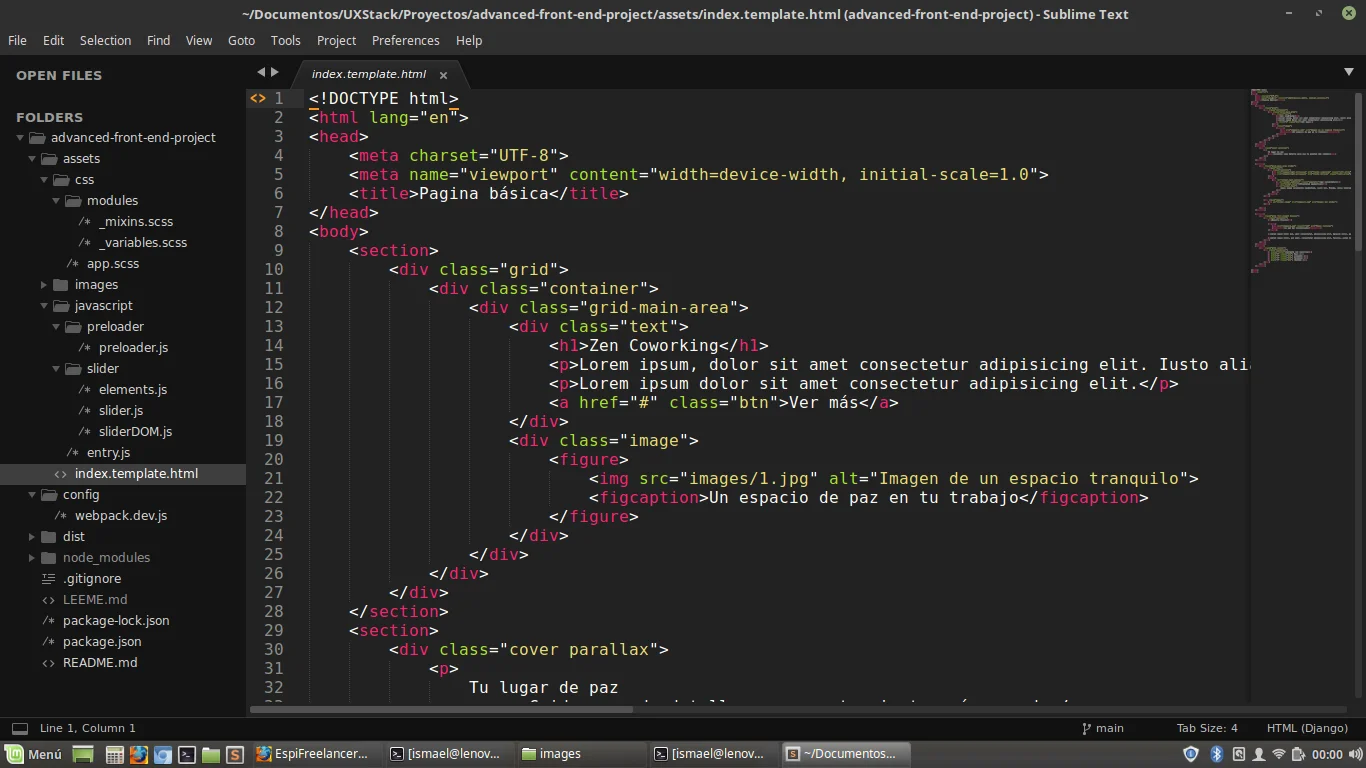 ~/Documentos/UXStack/Proyectos/advanced-front-end-project/assets/index.template.html (advanced-front-end-project) - Sublime Text
File Edit Selection Find View Goto Tools Project Preferences Help
OPEN FILES
FOLDERS
advanced-front-end-project
assets
css
modules
_mixins.scss
_variables.scss
app.scss
images
javascript
preloader
preloader.js
slider
elements.js
slider.js
sliderDOM.js
entry.js
index.template.html
config
webpack.dev.js
dist
node_modules
.gitignore
LEEME.md
package-lock.json
package.json
README.md
index.template.html
1 <!DOCTYPE html>
2 <html lang="en">
3 <head>
4 <meta charset="UTF-8">
5 <meta name="viewport" content="width=device-width, initial-scale=1.0">
6 <title>Pagina básica</title>
7 </head>
8 <body>
9 <section>
10 <div class="grid">
11 <div class="container">
12 <div class="grid-main-area">
13 <div class="text">
14 <h1>Zen Coworking</h1>
15 <p>Lorem ipsum, dolor sit amet consectetur adipisicing elit. Iusto
16 <p>Lorem ipsum dolor sit amet consectetur adipisicing elit.</p>
17 <a href="#" class="btn">Ver más</a>
18 </div>
19 <div class="image">
20 <figure>
21 <img src="images/1.jpg" alt="Imagen de un espacio tranquilo">
22 <figcaption>Un espacio de paz en tu trabajo</figcaption>
23 </figure>
24 </div>
25 </div>
26 </div>
27 </div>
28 </section>
29 <section>
30 <div class="cover parallax">
31 <p>
32 Tu lugar de paz
Line 1, Column 1
main
Tab Size: 4
HTML (Django)
Menú
EspiFreelancer...
[ismael@lenov...
images
[ismael@lenov...
~/Documentos...
00:00